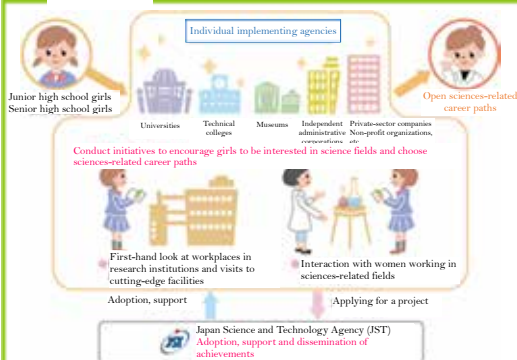 Individual implementing agencies
Junior high school girls
Senior high school girls
Open sciences-related
career paths
Universities
Technical
colleges
Museums
Independent
administrative
corporations
Private-sector companies
Non-profit organizations,
etc
Conduct initiatives to encourage girls to be interested in science fields and choose
sciences-related career paths
First-hand look at workplaces in
research institutions and visits to
cutting-edge facilities
Interaction with women working in
sciences-related fields
Adoption, support
Applying for a project
JST
Japan Science and Technology Agency (JST)
Adoption, support and dissemination of
achievements